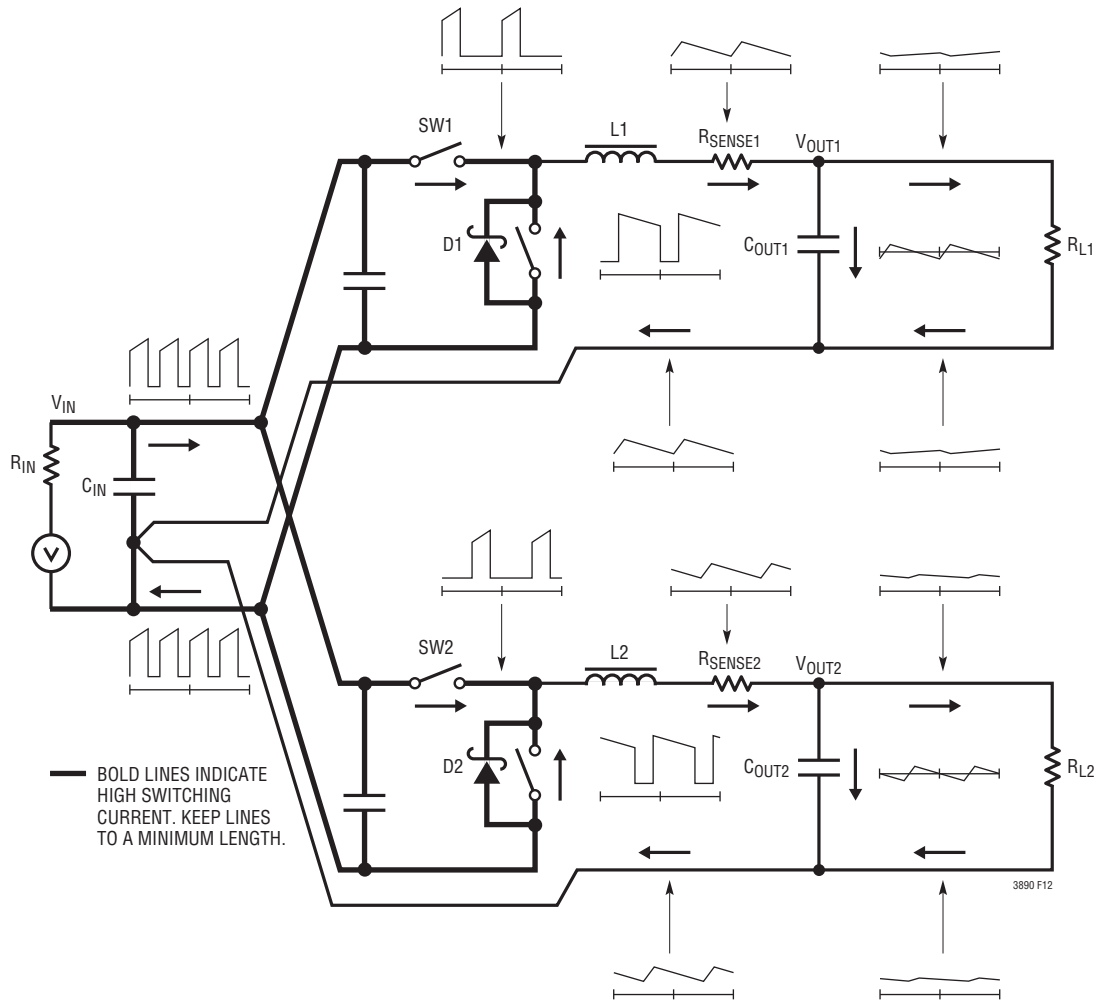 SW1
L1
RSENSE1
VOUT1
D1
COUT1
RL1
VIN
RIN
CIN
V
SW2
L2
RSENSE2
VOUT2
D2
COUT2
RL2
BOLD LINES INDICATE
HIGH SWITCHING
CURRENT. KEEP LINES
TO A MINIMUM LENGTH.
3890 F12